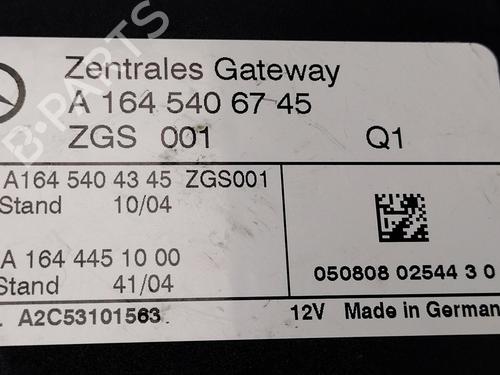 Zentrales Gateway
A 164 540 67 45
ZGS 001 Q1
A164 540 43 45 ZGS001
Stand 10/04
A 164 445 10 00
Stand 41/04
050808 02544 3 0
A2C53101563 12V Made in German
B-PARTS